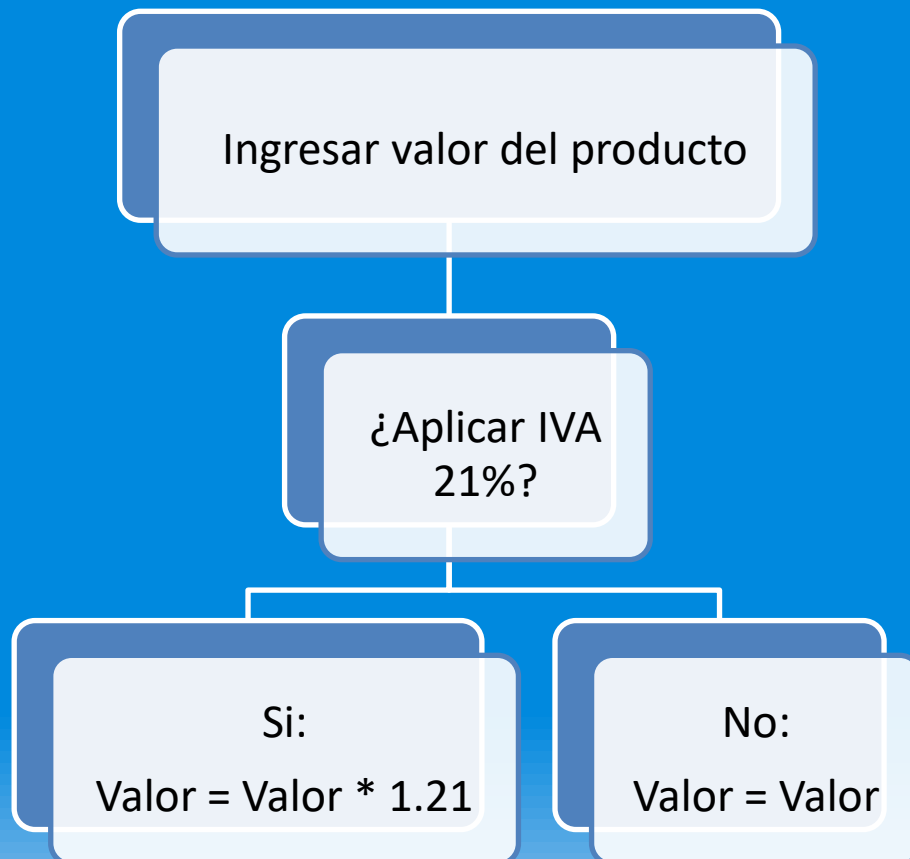 Ingresar valor del producto
¿Aplicar IVA
21%?
Si:
Valor = Valor * 1.21
No:
Valor = Valor